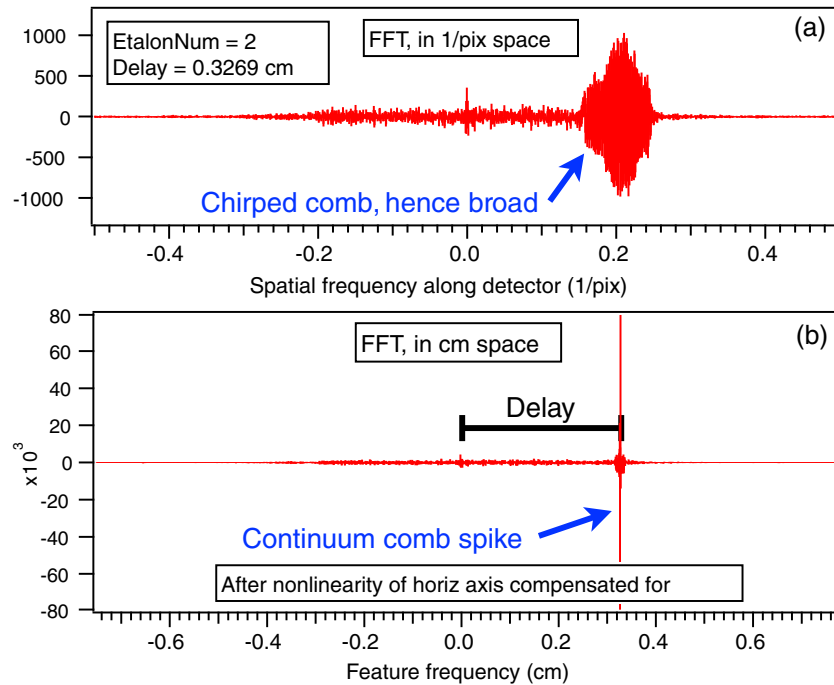 (a)
EtalonNum = 2
Delay = 0.3269 cm
FFT, in 1/pix space
1000
500
0
-500
-1000
Chirped comb, hence broad
-0.4 -0.2 0.0 0.2 0.4
Spatial frequency along detector (1/pix)
(b)
FFT, in cm space
80
60
40
20
0
-20
-40
-60
-80
x10³
Delay
Continuum comb spike
After nonlinearity of horiz axis compensated for
-0.6 -0.4 -0.2 0.0 0.2 0.4 0.6
Feature frequency (cm)